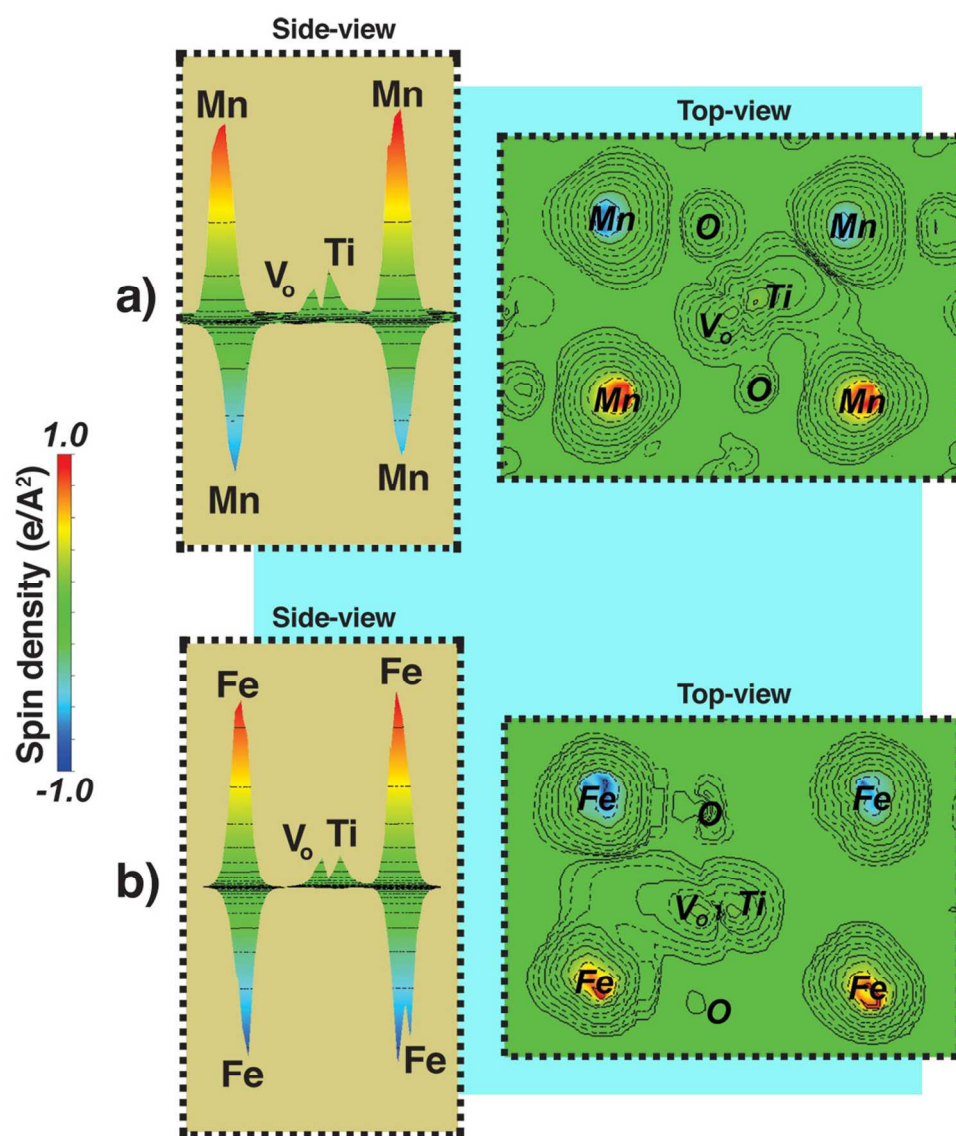 Side-view
Mn
Mn
Vo
Ti
a)
Mn
Mn
Top-view
Mn
O
Mn
Ti
Vo
O
Mn
Mn
Spin density (e/A²)
1.0
-1.0
Side-view
Fe
Fe
Vo
Ti
b)
Fe
Fe
Top-view
Fe
O
Fe
Vo
Ti
Fe
O
Fe